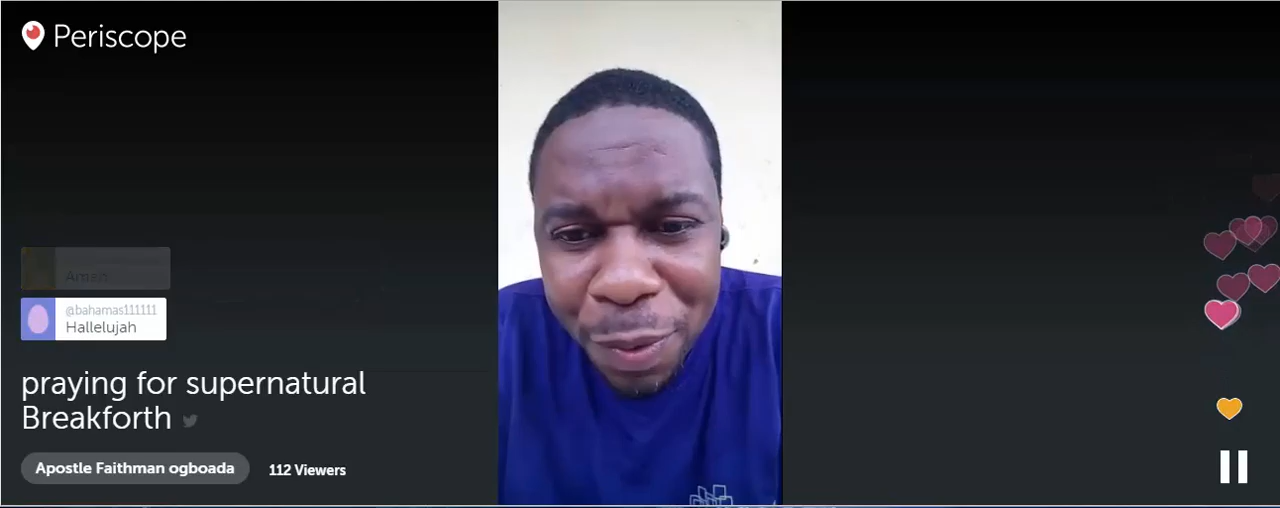 Periscope
Amen
@bahamas111111
Hallelujah
praying for supernatural
Breakforth
Apostle Faithman ogboada
112 Viewers